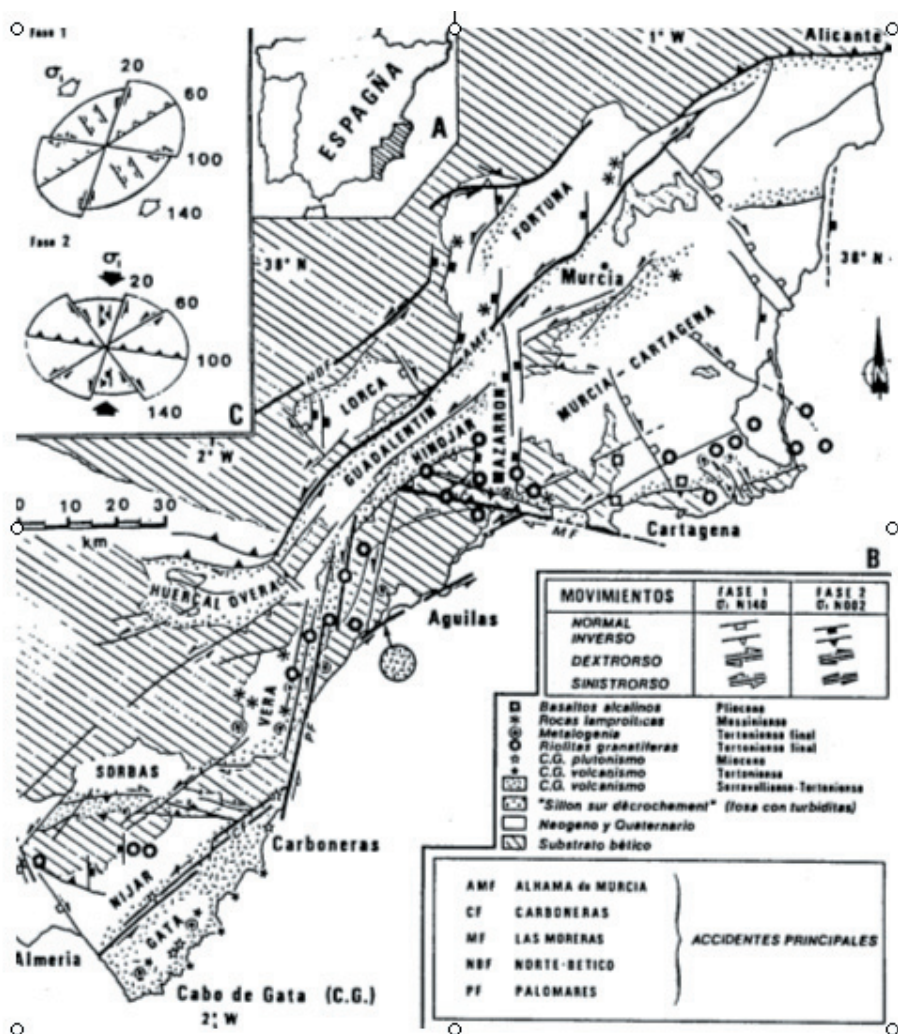 Fase 1
σ1
20
60
100
140
Fase 2
σ1
20
60
100
140
C
ESPAGÑA
A
1° W
Alicante
38° N
38° N
FORTUNA
Murcia
AMF
NBF
LORCA
GUADALENTIN
HINOJAR
MAZARRON
MURCIA - CARTAGENA
N
2° W
0 10 20 30
km
MF
Cartagena
HUERCAL OVERA
Aguilas
VERA
PF
SORBAS
Carboneras
NIJAR
CF
GATA
Almeria
Cabo de Gata (C.G.)
2° W
B
MOVIMIENTOS FASE 1 FASE 2
σ1 N140 σ1 N002
NORMAL
INVERSO
DEXTRORSO
SINISTRORSO
Basaltos alcalinos Plioceno
Rocas lamproiticas Messiniense
Metalogenia Tortoniense final
Riolitas granatíferas Tortoniense final
C.G. plutonismo Mioceno
C.G. volcanismo Tortoniense
C.G. volcanismo Serravalliense-Tortoniense
"Sillon sur décrochement" (fosa con turbiditas)
Neogeno y Quaternario
Substrato bético
AMF ALHAMA de MURCIA
CF CARBONERAS
MF LAS MORERAS
NBF NORTE-BETICO
PF PALOMARES
ACCIDENTES PRINCIPALES